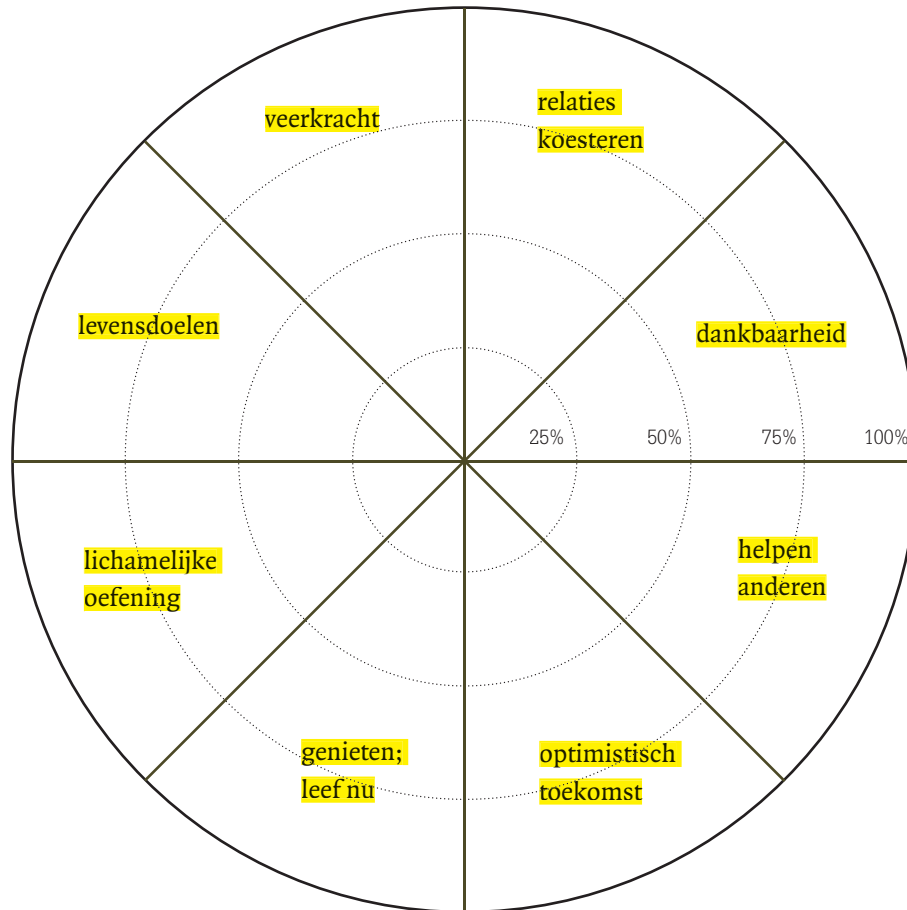 relaties
koesteren
veerkracht
levensdoelen
dankbaarheid
25% 50% 75% 100%
lichamelijke
oefening
helpen
anderen
genieten;
leef nu
optimistisch
toekomst